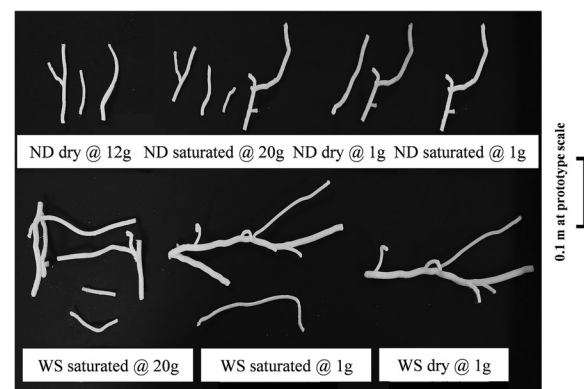 ND dry @ 12g ND saturated @ 20g ND dry @ 1g ND saturated @ 1g
0.1 m at prototype scale
WS saturated @ 20g WS saturated @ 1g WS dry @ 1g